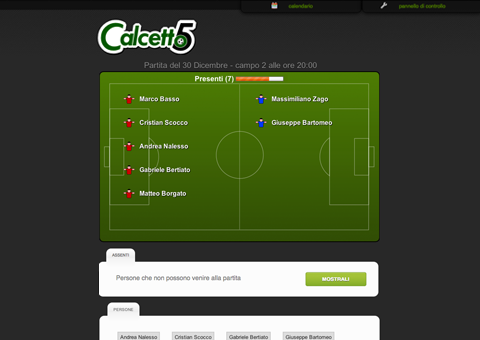 calendario
pannello di controllo
Calcetto5
Partita del 30 Dicembre - campo 2 alle ore 20:00
Presenti (7)
Marco Basso
Massimiliano Zago
Cristian Scocco
Giuseppe Bartomeo
Andrea Nalesso
Gabriele Bertiato
Matteo Borgato
ASSENTI
Persone che non possono venire alla partita
MOSTRALI
PERSONE
Andrea Nalesso Cristian Scocco Gabriele Bertiato Giuseppe Bartomeo